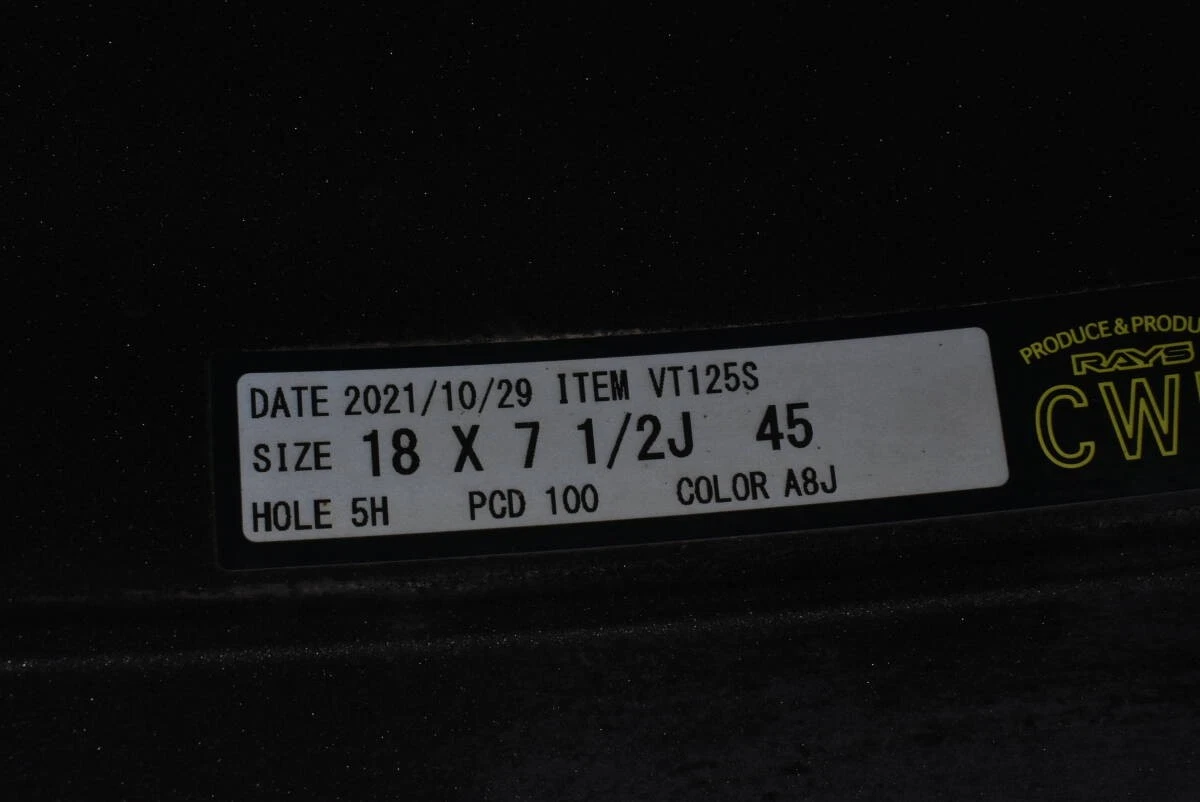 DATE 2021/10/29 ITEM VT125S
SIZE 18 X 7 1/2J 45
HOLE 5H PCD 100 COLOR A8J
PRODUCE & PRODU
RAYS
CW